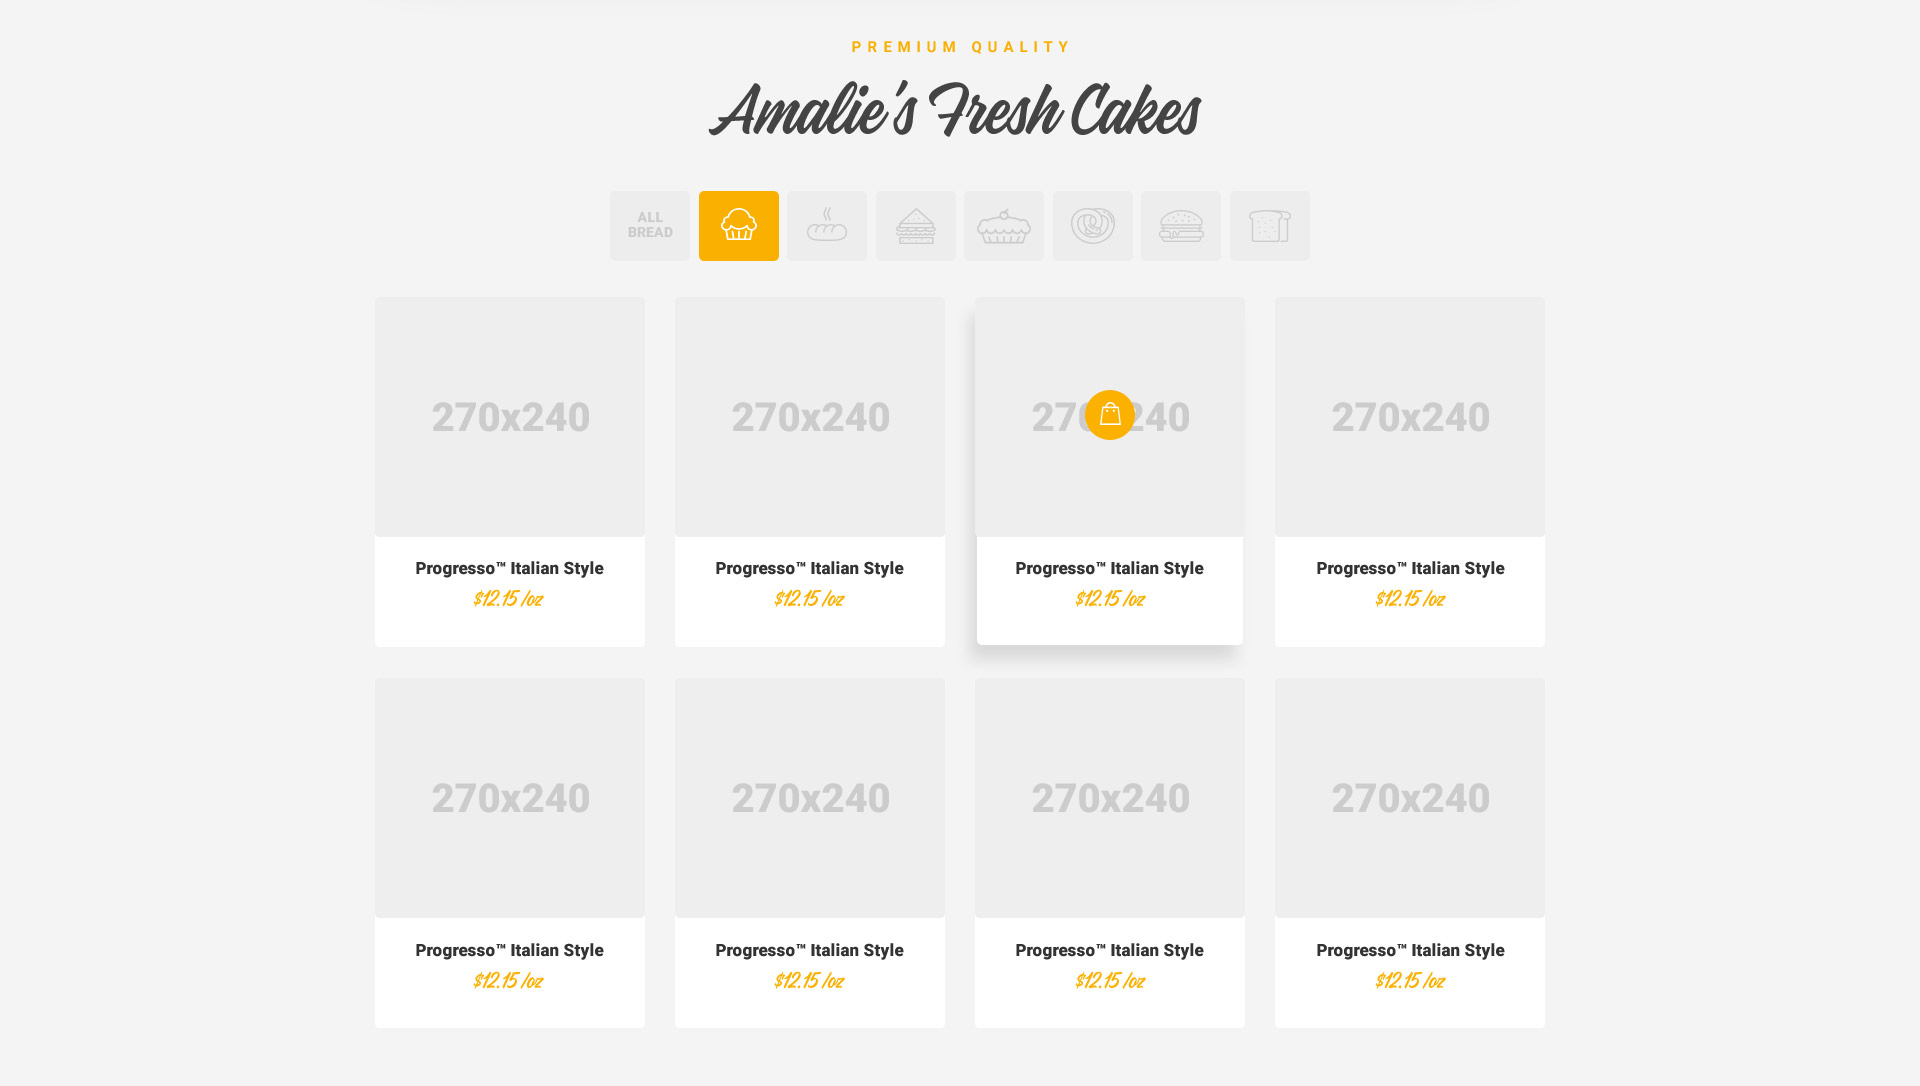 PREMIUM QUALITY
Amalie's Fresh Cakes
ALL
BREAD
270x240
270x240
270 240
270x240
Progresso™ Italian Style
Progresso™ Italian Style
Progresso™ Italian Style
Progresso™ Italian Style
$12.15 /oz
$12.15 /oz
$12.15 /oz
$12.15 /oz
270x240
270x240
270x240
270x240
Progresso™ Italian Style
Progresso™ Italian Style
Progresso™ Italian Style
Progresso™ Italian Style
$12.15 /oz
$12.15 /oz
$12.15 /oz
$12.15 /oz